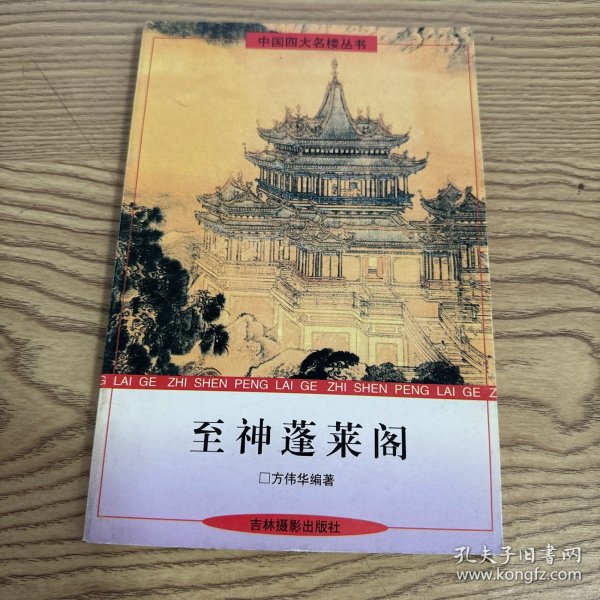 中国四大名楼丛书
G LAI GE ZHI SHEN PENG LAI GE ZHI SHEN PENG LAI GE Z
至神蓬莱阁
□方伟华编著
吉林摄影出版社
孔夫子旧书网
www.kongfz.com